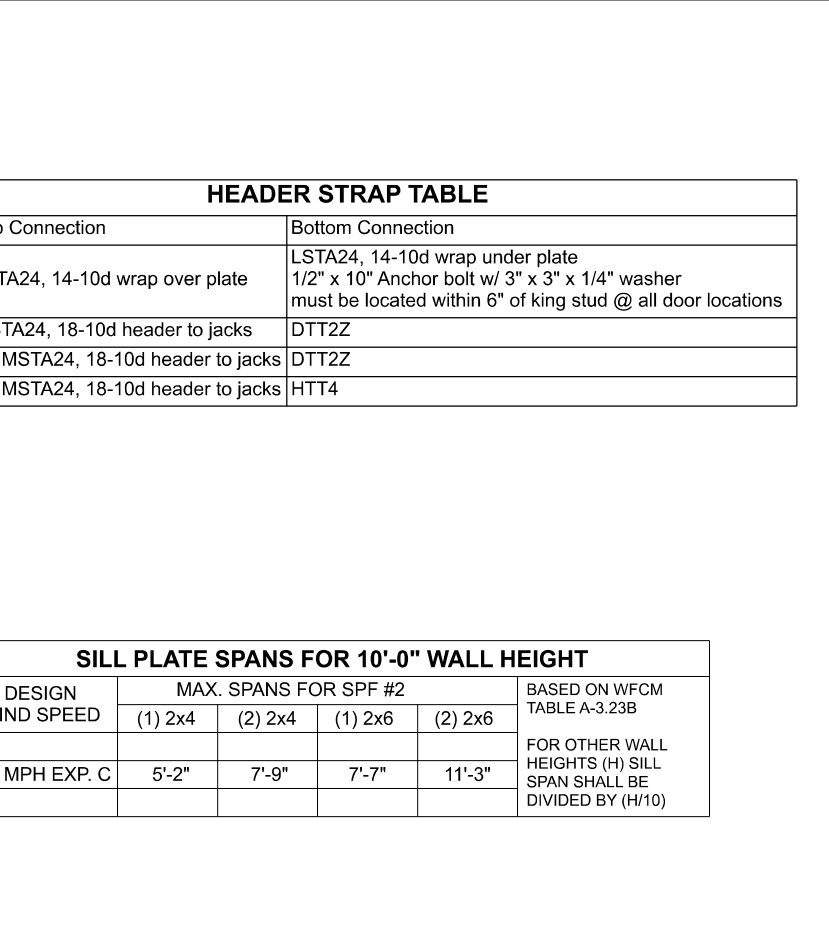 HEADER STRAP TABLE
Connection Bottom Connection
TA24, 14-10d wrap over plate
LSTA24, 14-10d wrap under plate
1/2" x 10" Anchor bolt w/ 3" x 3" x 1/4" washer
must be located within 6" of king stud @ all door locations
TA24, 18-10d header to jacks DTT2Z
MSTA24, 18-10d header to jacks DTT2Z
MSTA24, 18-10d header to jacks HTT4
SILL PLATE SPANS FOR 10'-0" WALL HEIGHT
DESIGN
IND SPEED
MAX. SPANS FOR SPF #2
(1) 2x4 (2) 2x4 (1) 2x6 (2) 2x6
MPH EXP. C 5'-2" 7'-9" 7'-7" 11'-3"
BASED ON WFCM
TABLE A-3.23B
FOR OTHER WALL
HEIGHTS (H) SILL
SPAN SHALL BE
DIVIDED BY (H/10)